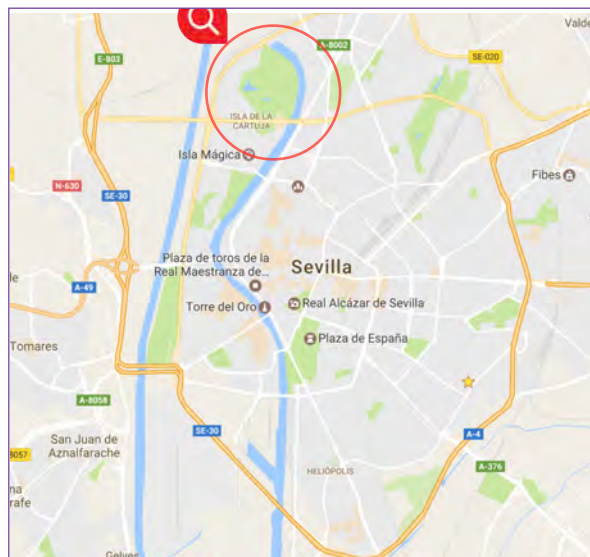 Valde
A-8002
E-803
SE-020
ISLA DE LA
CARTUJA
Isla Mágica
Fibes
N-630
SE-30
Plaza de toros de la
Real Maestranza de...
Sevilla
le
A-49
Torre del Oro
Real Alcázar de Sevilla
Plaza de España
Tomares
A-8058
SE-30
A-4
San Juan de
Aznalfarache
8057
HELIÓPOLIS
A-376
na
rafe
Gelves